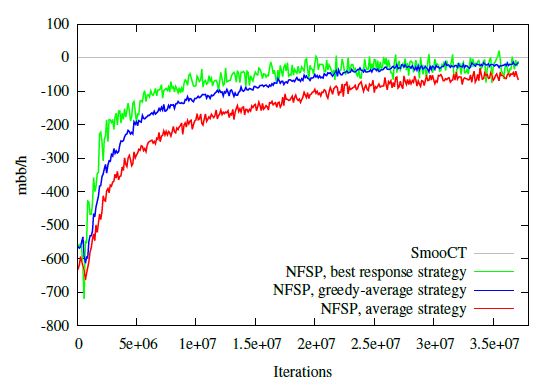 100
0
-100
-200
-300
-400
-500
-600
-700
-800
mbb/h
SmooCT
NFSP, best response strategy
NFSP, greedy-average strategy
NFSP, average strategy
0 5e+06 1e+07 1.5e+07 2e+07 2.5e+07 3e+07 3.5e+07
Iterations